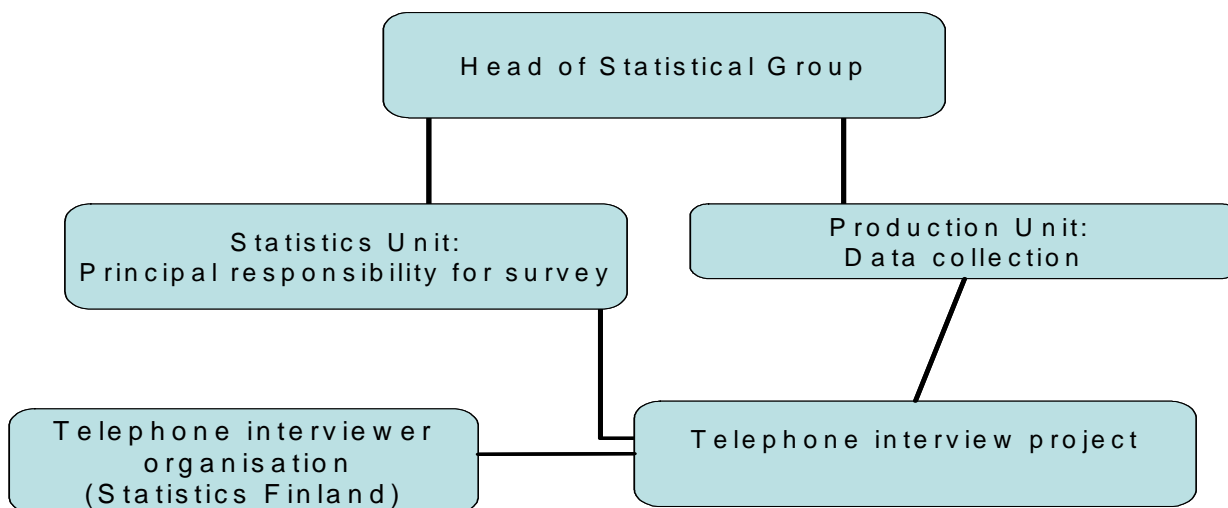 Head of Statistical Group
Statistics Unit:
Principal responsibility for survey
Production Unit:
Data collection
Telephone interviewer
organisation
(Statistics Finland)
Telephone interview project